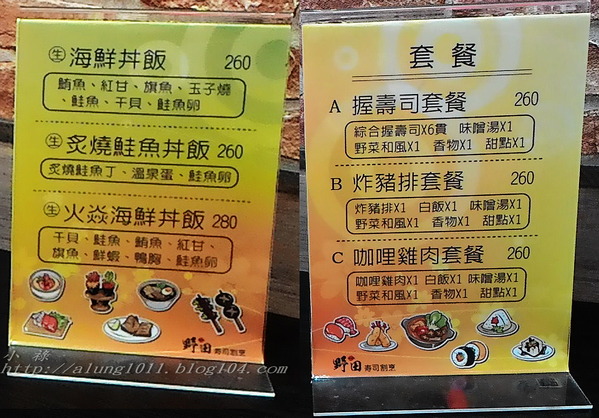 生 海鮮丼飯 260
鮪魚、紅甘、旗魚、玉子燒
、鮭魚、干貝、鮭魚卵
生 炙燒鮭魚丼飯 260
炙燒鮭魚丁、溫泉蛋、鮭魚卵
生 火焱海鮮丼飯 280
干貝、鮭魚、鮪魚、紅甘、
旗魚、鮮蝦、鴨胸、鮭魚卵
野田 壽司割烹
套餐
A 握壽司套餐 260
綜合握壽司X6貫 味噌湯X1
野菜和風X1 香物X1 甜點X1
B 炸豬排套餐 260
炸豬排X1 白飯X1 味噌湯X1
野菜和風X1 香物X1 甜點X1
C 咖哩雞肉套餐 260
咖哩雞肉X1 白飯X1 味噌湯X1
野菜和風X1 香物X1 甜點X1
野田 壽司割烹
小祿
http://alung1011.blog104.com/